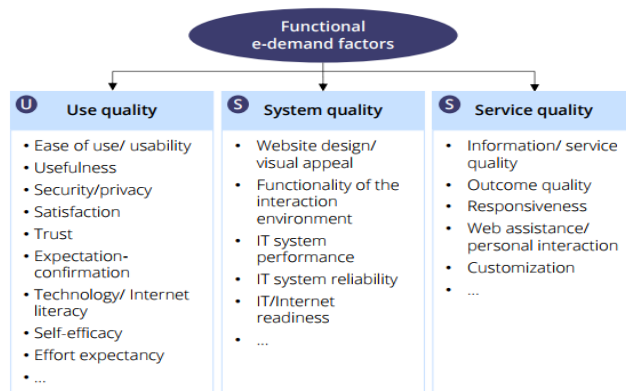 Functional
e-demand factors
U Use quality
• Ease of use/ usability
• Usefulness
• Security/privacy
• Satisfaction
• Trust
• Expectation-
confirmation
• Technology/ Internet
literacy
• Self-efficacy
• Effort expectancy
• ...
S System quality
• Website design/
visual appeal
• Functionality of the
interaction
environment
• IT system
performance
• IT system reliability
• IT/Internet
readiness
• ...
S Service quality
• Information/ service
quality
• Outcome quality
• Responsiveness
• Web assistance/
personal interaction
• Customization
• ...